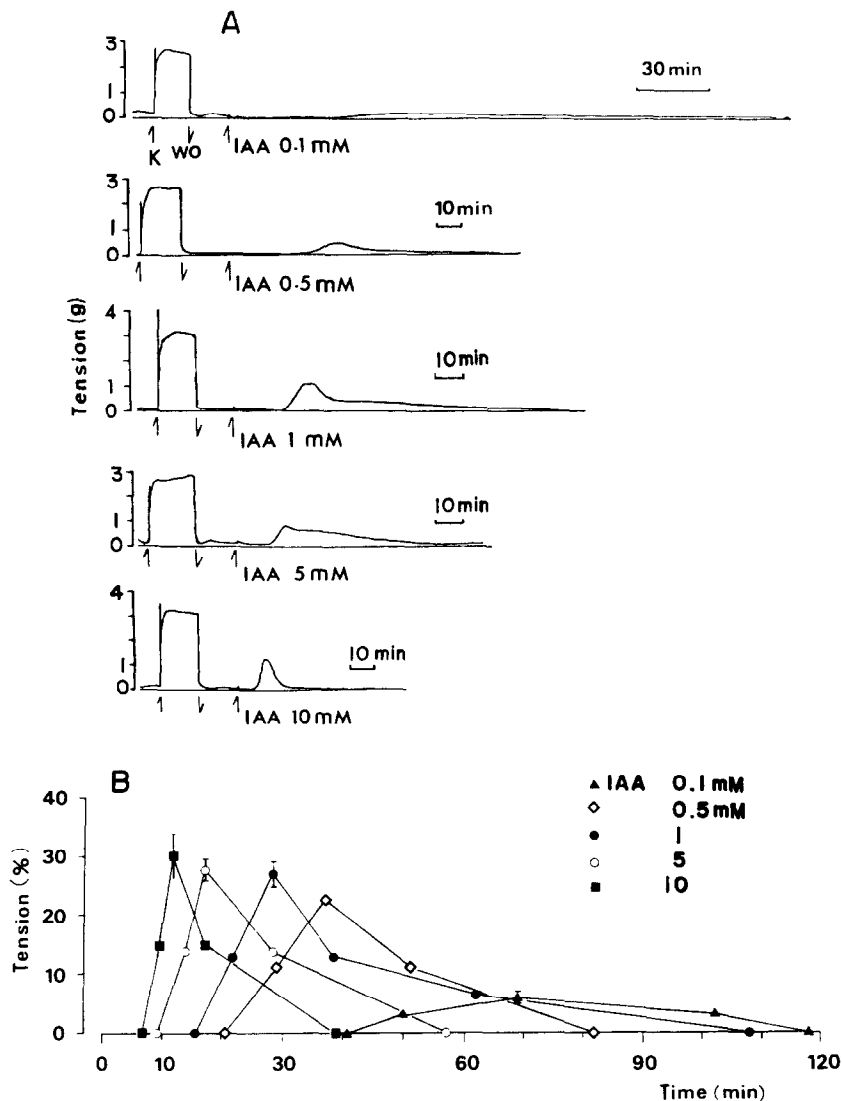 A
3
1
0
30 min
K wo IAA 0.1 mM
3
1
0
10 min
IAA 0.5 mM
Tension (g)
4
1
0
10 min
IAA 1 mM
3
1
0
10 min
IAA 5 mM
4
1
0
10 min
IAA 10 mM
B
40
30
20
10
0
Tension (%)
IAA 0.1 mM
0.5 mM
1
5
10
0 10 30 60 90 120
Time (min)